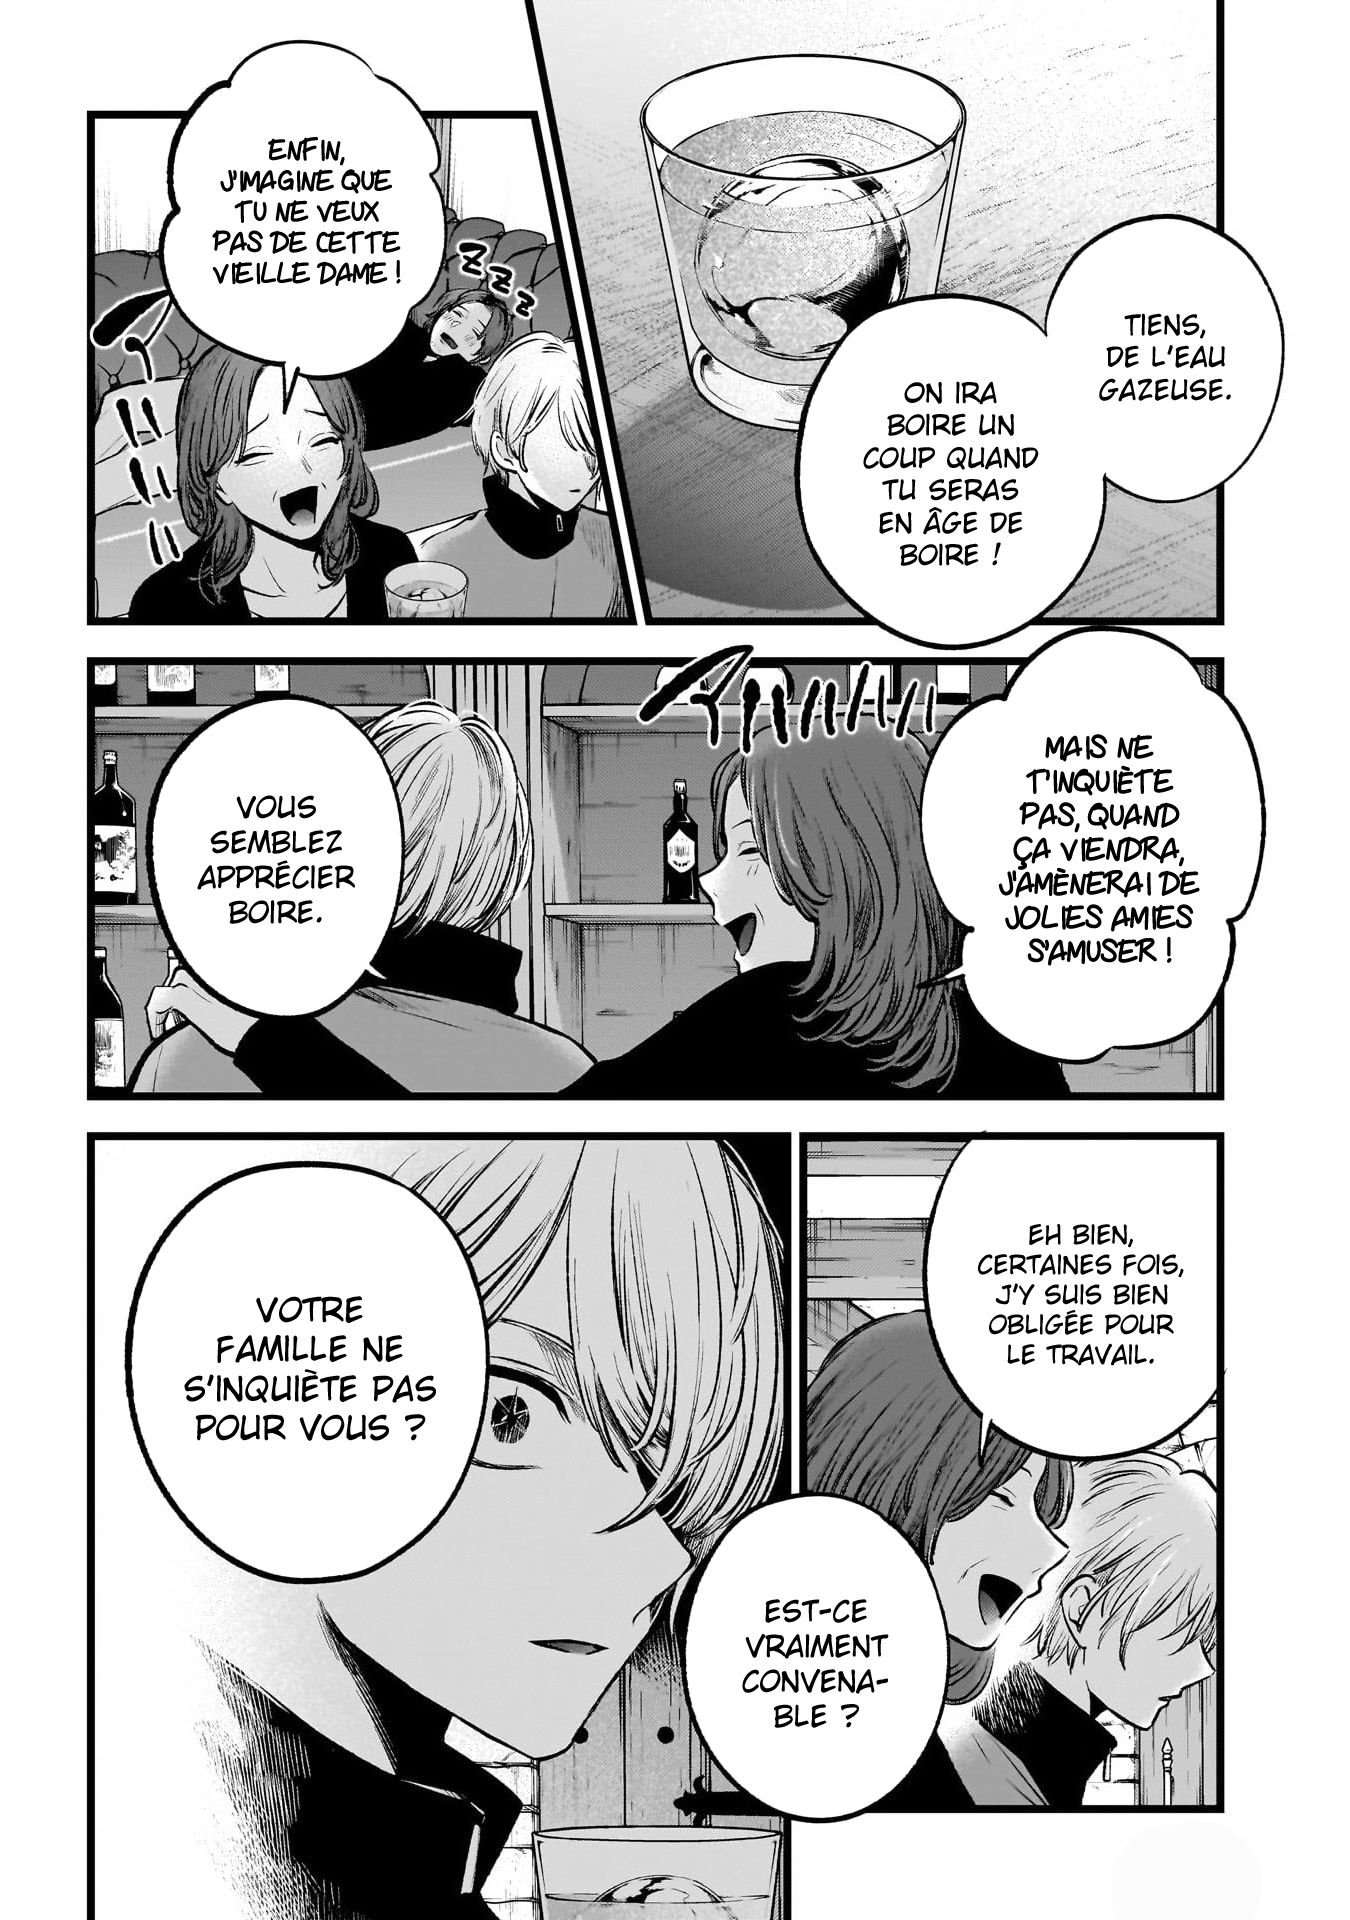 TIENS,
DE L'EAU
GAZEUSE.
ON IRA
BOIRE UN
COUP QUAND
TU SERAS
EN ÂGE DE
BOIRE !
ENFIN,
J'IMAGINE QUE
TU NE VEUX
PAS DE CETTE
VIEILLE DAME !
ZZZ...
MAIS NE
T'INQUIÈTE
PAS, QUAND
ÇA VIENDRA,
J'AMÈNERAI DE
JOLIES AMIES
S'AMUSER !
VOUS
SEMBLEZ
APPRÉCIER
BOIRE.
EH BIEN,
CERTAINES FOIS,
J'Y SUIS BIEN
OBLIGÉE POUR
LE TRAVAIL.
EST-CE
VRAIMENT
CONVENA-
BLE ?
VOTRE
FAMILLE NE
S'INQUIÈTE PAS
POUR VOUS ?